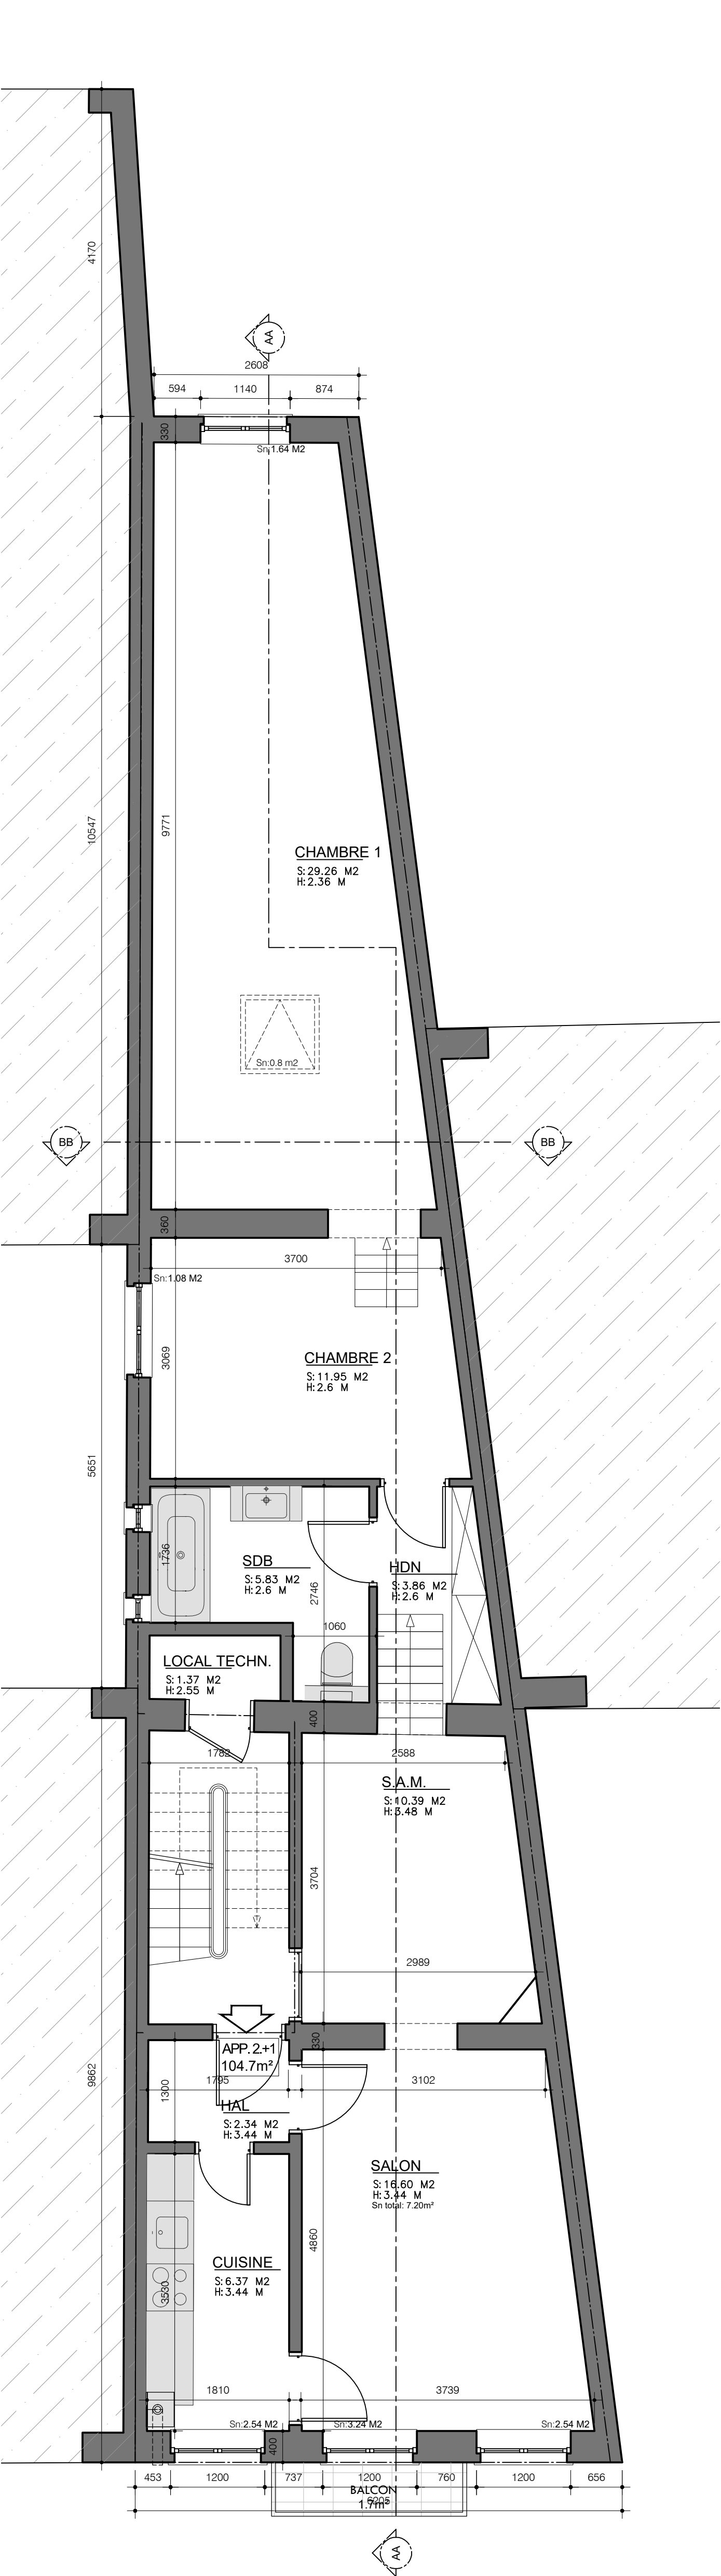 4170
AA
2608
594
1140
874
330
Sn:1.64 M2
10547
9771
CHAMBRE 1
S:29.26 M2
H:2.36 M
Sn:0.8 m2
BB
BB
360
3700
Sn:1.08 M2
3069
CHAMBRE 2
S:11.95 M2
H:2.6 M
5651
1736
SDB
S:5.83 M2
H:2.6 M
2746
HDN
S:3.86 M2
H:2.6 M
1060
LOCAL TECHN.
S:1.37 M2
H:2.55 M
400
1782
2588
S.A.M.
S:10.39 M2
H:3.48 M
3704
2989
330
APP.2.+1
104.7m²
9862
1300
1795
3102
HAL
S:2.34 M2
H:3.44 M
SALON
S:16.60 M2
H:3.44 M
Sn total: 7.20m²
4860
CUISINE
S:6.37 M2
H:3.44 M
3530
1810
3739
Sn:2.54 M2
Sn:3.24 M2
Sn:2.54 M2
400
453
1200
737
1200
760
1200
656
BALCON
1.7m²
6205
AA